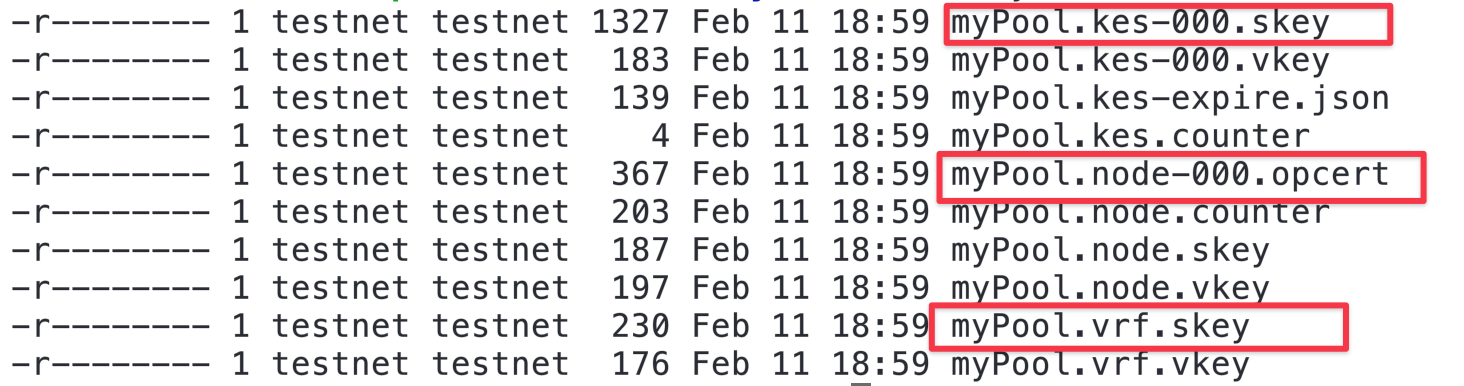 -r-------- 1 testnet testnet 1327 Feb 11 18:59 myPool.kes-000.skey
-r-------- 1 testnet testnet  183 Feb 11 18:59 myPool.kes-000.vkey
-r-------- 1 testnet testnet  139 Feb 11 18:59 myPool.kes-expire.json
-r-------- 1 testnet testnet    4 Feb 11 18:59 myPool.kes.counter
-r-------- 1 testnet testnet  367 Feb 11 18:59 myPool.node-000.opcert
-r-------- 1 testnet testnet  203 Feb 11 18:59 myPool.node.counter
-r-------- 1 testnet testnet  187 Feb 11 18:59 myPool.node.skey
-r-------- 1 testnet testnet  197 Feb 11 18:59 myPool.node.vkey
-r-------- 1 testnet testnet  230 Feb 11 18:59 myPool.vrf.skey
-r-------- 1 testnet testnet  176 Feb 11 18:59 myPool.vrf.vkey